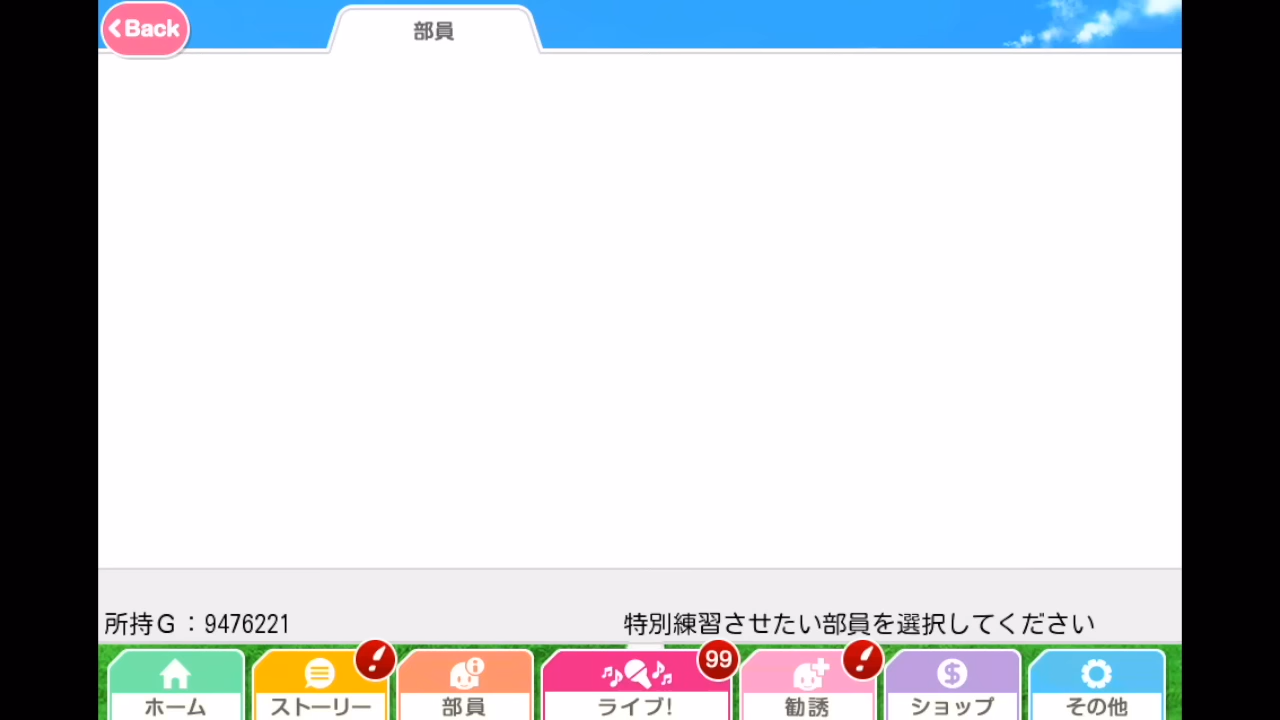 Back
部員
所持G：9476221
特別練習させたい部員を選択してください
99
ホーム
ストーリー
部員
ライブ!
勧誘
ショップ
その他